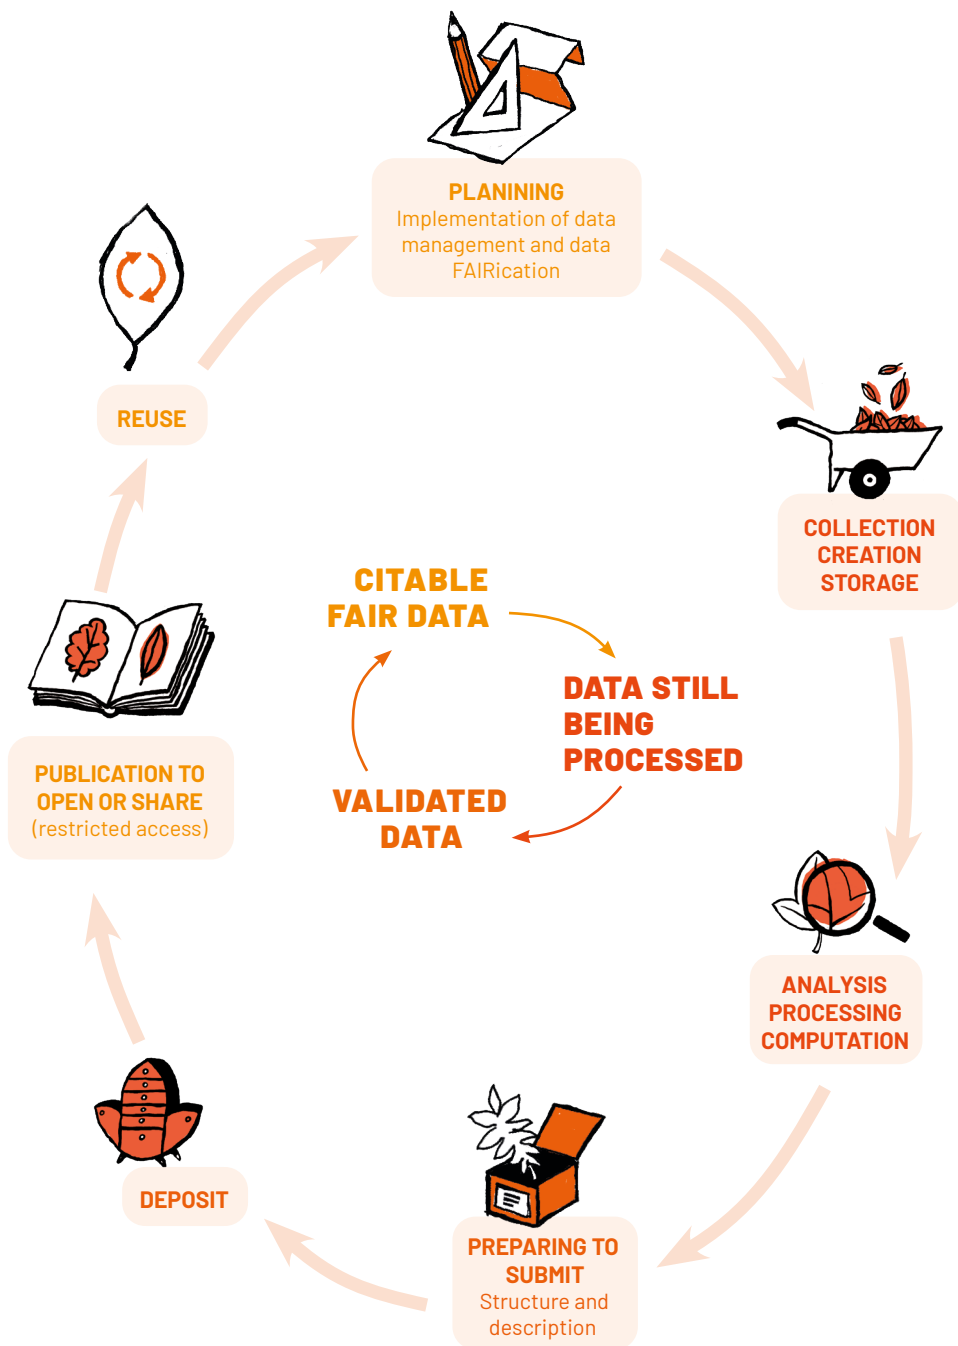 PLANINING
Implementation of data
management and data
FAIRication
COLLECTION
CREATION
STORAGE
ANALYSIS
PROCESSING
COMPUTATION
PREPARING TO
SUBMIT
Structure and
description
DEPOSIT
PUBLICATION TO
OPEN OR SHARE
(restricted access)
REUSE
CITABLE
FAIR DATA
DATA STILL
BEING
PROCESSED
VALIDATED
DATA